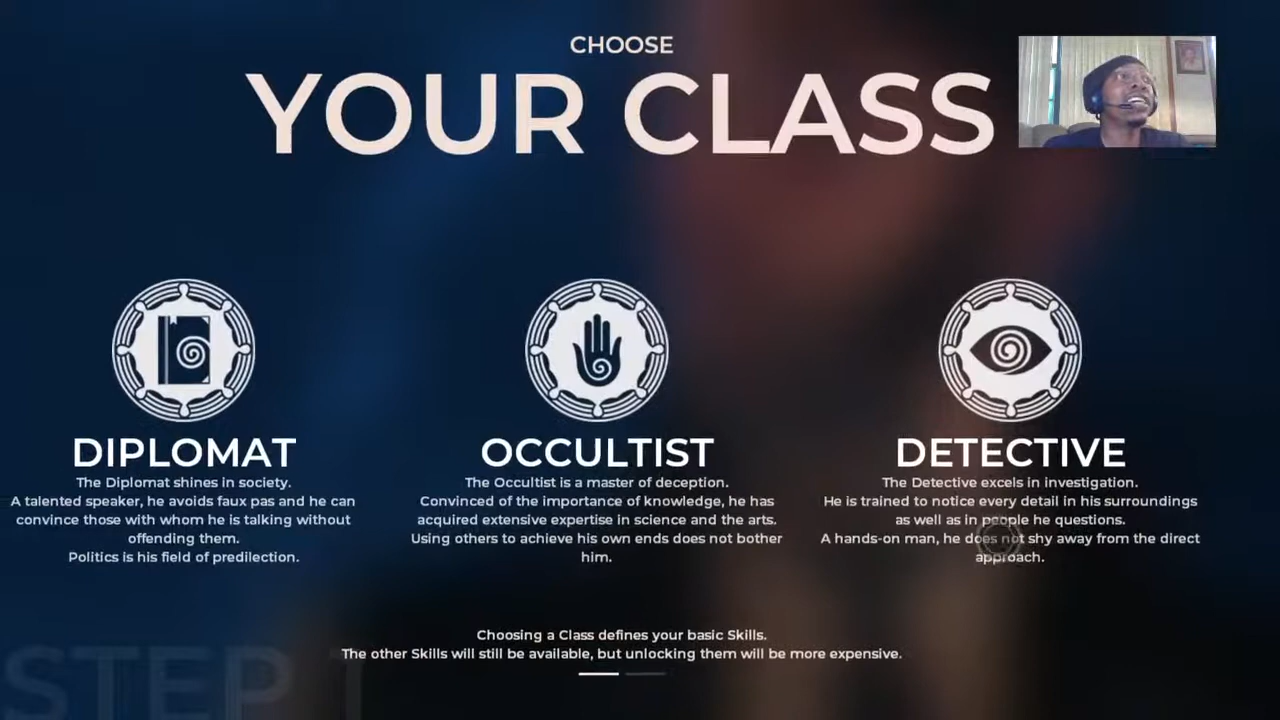 CHOOSE
YOUR CLASS
DIPLOMAT
The Diplomat shines in society.
A talented speaker, he avoids faux pas and he can
convince those with whom he is talking without
offending them.
Politics is his field of predilection.
OCCULTIST
The Occultist is a master of deception.
Convinced of the importance of knowledge, he has
acquired extensive expertise in science and the arts.
Using others to achieve his own ends does not bother
him.
DETECTIVE
The Detective excels in investigation.
He is trained to notice every detail in his surroundings
as well as in people he questions.
A hands-on man, he does not shy away from the direct
approach.
Choosing a Class defines your basic Skills.
The other Skills will still be available, but unlocking them will be more expensive.
STEP 1